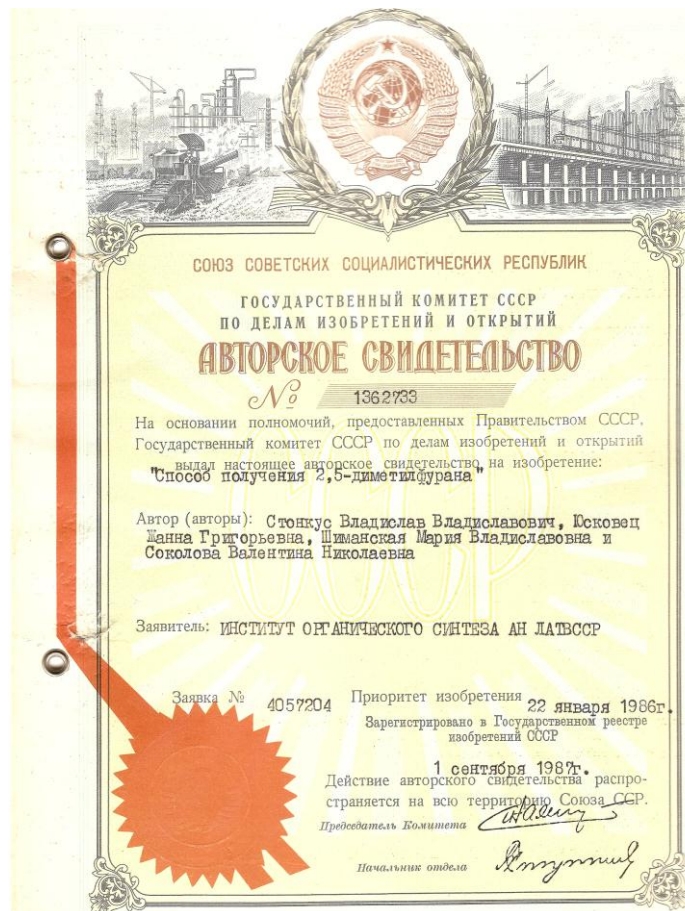 СОЮЗ СОВЕТСКИХ СОЦИАЛИСТИЧЕСКИХ РЕСПУБЛИК
ГОСУДАРСТВЕННЫЙ КОМИТЕТ СССР
ПО ДЕЛАМ ИЗОБРЕТЕНИЙ И ОТКРЫТИЙ
АВТОРСКОЕ СВИДЕТЕЛЬСТВО
№ 1362733
На основании полномочий, предоставленных Правительством СССР,
Государственный комитет СССР по делам изобретений и открытий
выдал настоящее авторское свидетельство на изобретение:
"Способ получения 2,5-диметилфурана"
Автор (авторы): Стонкус Владислав Владиславович, Юсковец
Жанна Григорьевна, Шиманская Мария Владиславовна и
Соколова Валентина Николаевна
СССР
Заявитель: ИНСТИТУТ ОРГАНИЧЕСКОГО СИНТЕЗА АН ЛАТВССР
Заявка № 4057204 Приоритет изобретения 22 января 1986г.
Зарегистрировано в Государственном реестре
изобретений СССР
1 сентября 1987г.
Действие авторского свидетельства распро-
страняется на всю территорию Союза ССР.
Председатель Комитета
Начальник отдела